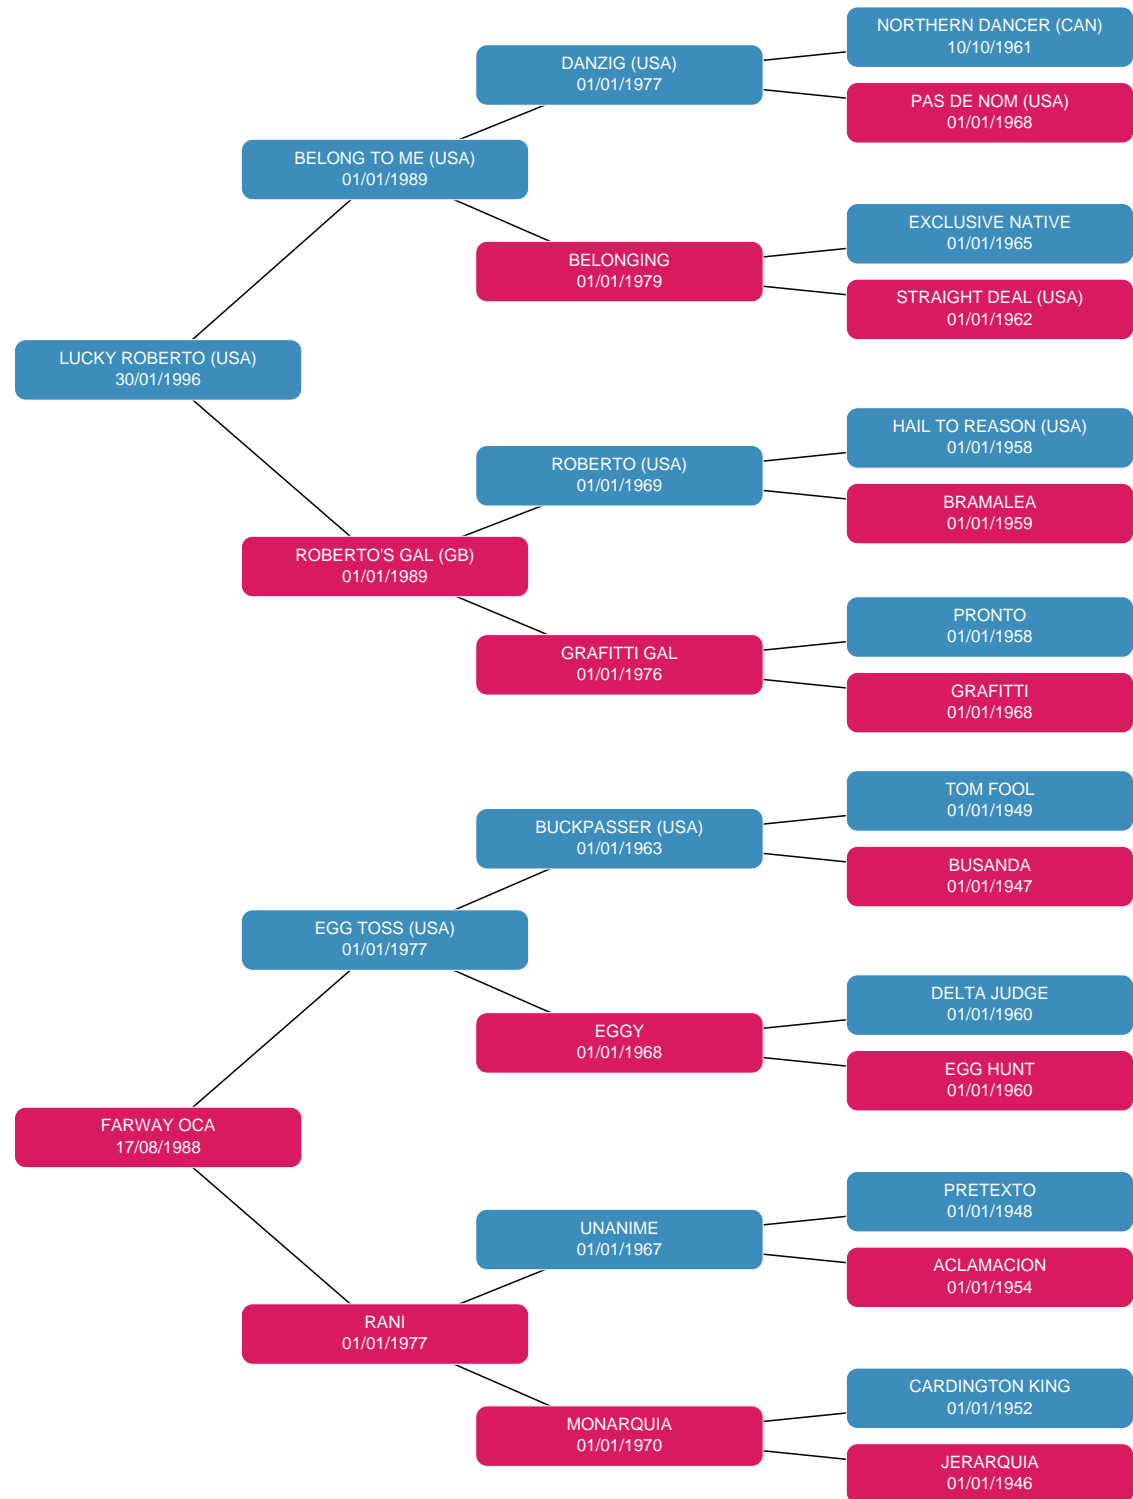 NORTHERN DANCER (CAN)
10/10/1961
DANZIG (USA)
01/01/1977
PAS DE NOM (USA)
01/01/1968
BELONG TO ME (USA)
01/01/1989
EXCLUSIVE NATIVE
01/01/1965
BELONGING
01/01/1979
STRAIGHT DEAL (USA)
01/01/1962
LUCKY ROBERTO (USA)
30/01/1996
HAIL TO REASON (USA)
01/01/1958
ROBERTO (USA)
01/01/1969
BRAMALEA
01/01/1959
ROBERTO'S GAL (GB)
01/01/1989
PRONTO
01/01/1958
GRAFITTI GAL
01/01/1976
GRAFITTI
01/01/1968
TOM FOOL
01/01/1949
BUCKPASSER (USA)
01/01/1963
BUSANDA
01/01/1947
EGG TOSS (USA)
01/01/1977
DELTA JUDGE
01/01/1960
EGGY
01/01/1968
EGG HUNT
01/01/1960
FARWAY OCA
17/08/1988
PRETEXTO
01/01/1948
UNANIME
01/01/1967
ACLAMACION
01/01/1954
RANI
01/01/1977
CARDINGTON KING
01/01/1952
MONARQUIA
01/01/1970
JERARQUIA
01/01/1946